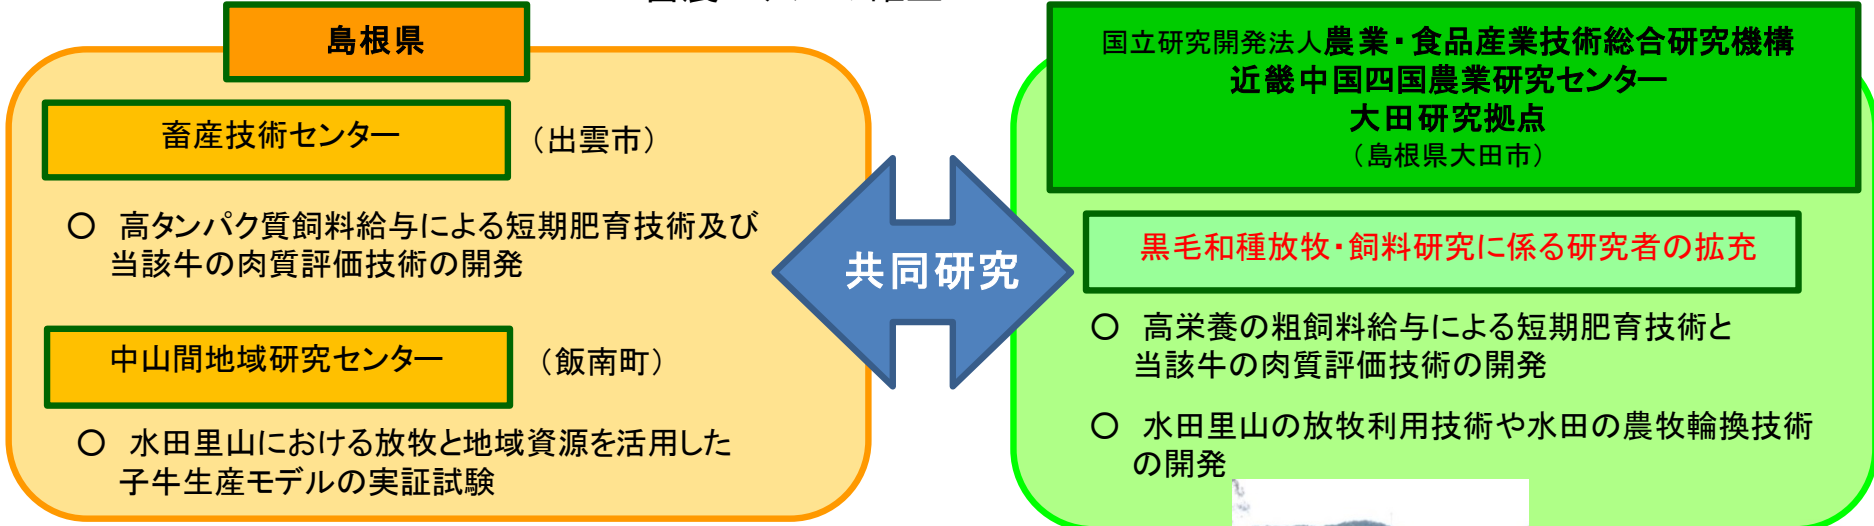 島根県
畜産技術センター
（出雲市）
〇 高タンパク質飼料給与による短期肥育技術及び
当該牛の肉質評価技術の開発
中山間地域研究センター
（飯南町）
〇 水田里山における放牧と地域資源を活用した
子牛生産モデルの実証試験
共同研究
国立研究開発法人農業・食品産業技術総合研究機構
近畿中国四国農業研究センター
大田研究拠点
（島根県大田市）
黒毛和種放牧・飼料研究に係る研究者の拡充
〇 高栄養の粗飼料給与による短期肥育技術と
当該牛の肉質評価技術の開発
〇 水田里山の放牧利用技術や水田の農牧輪換技術
の開発